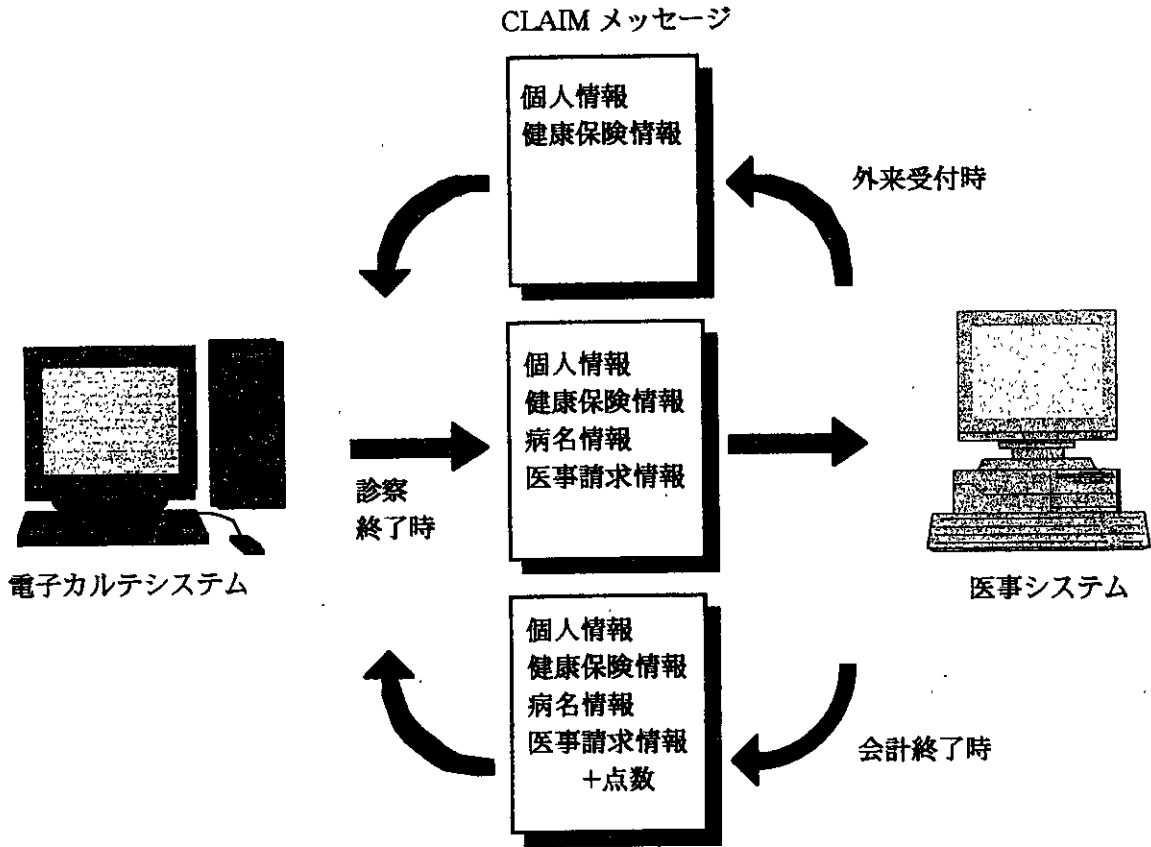 CLAIM メッセージ
個人情報
健康保険情報
外来受付時
個人情報
健康保険情報
病名情報
医事請求情報
診察
終了時
電子カルテシステム
医事システム
個人情報
健康保険情報
病名情報
医事請求情報
+点数
会計終了時